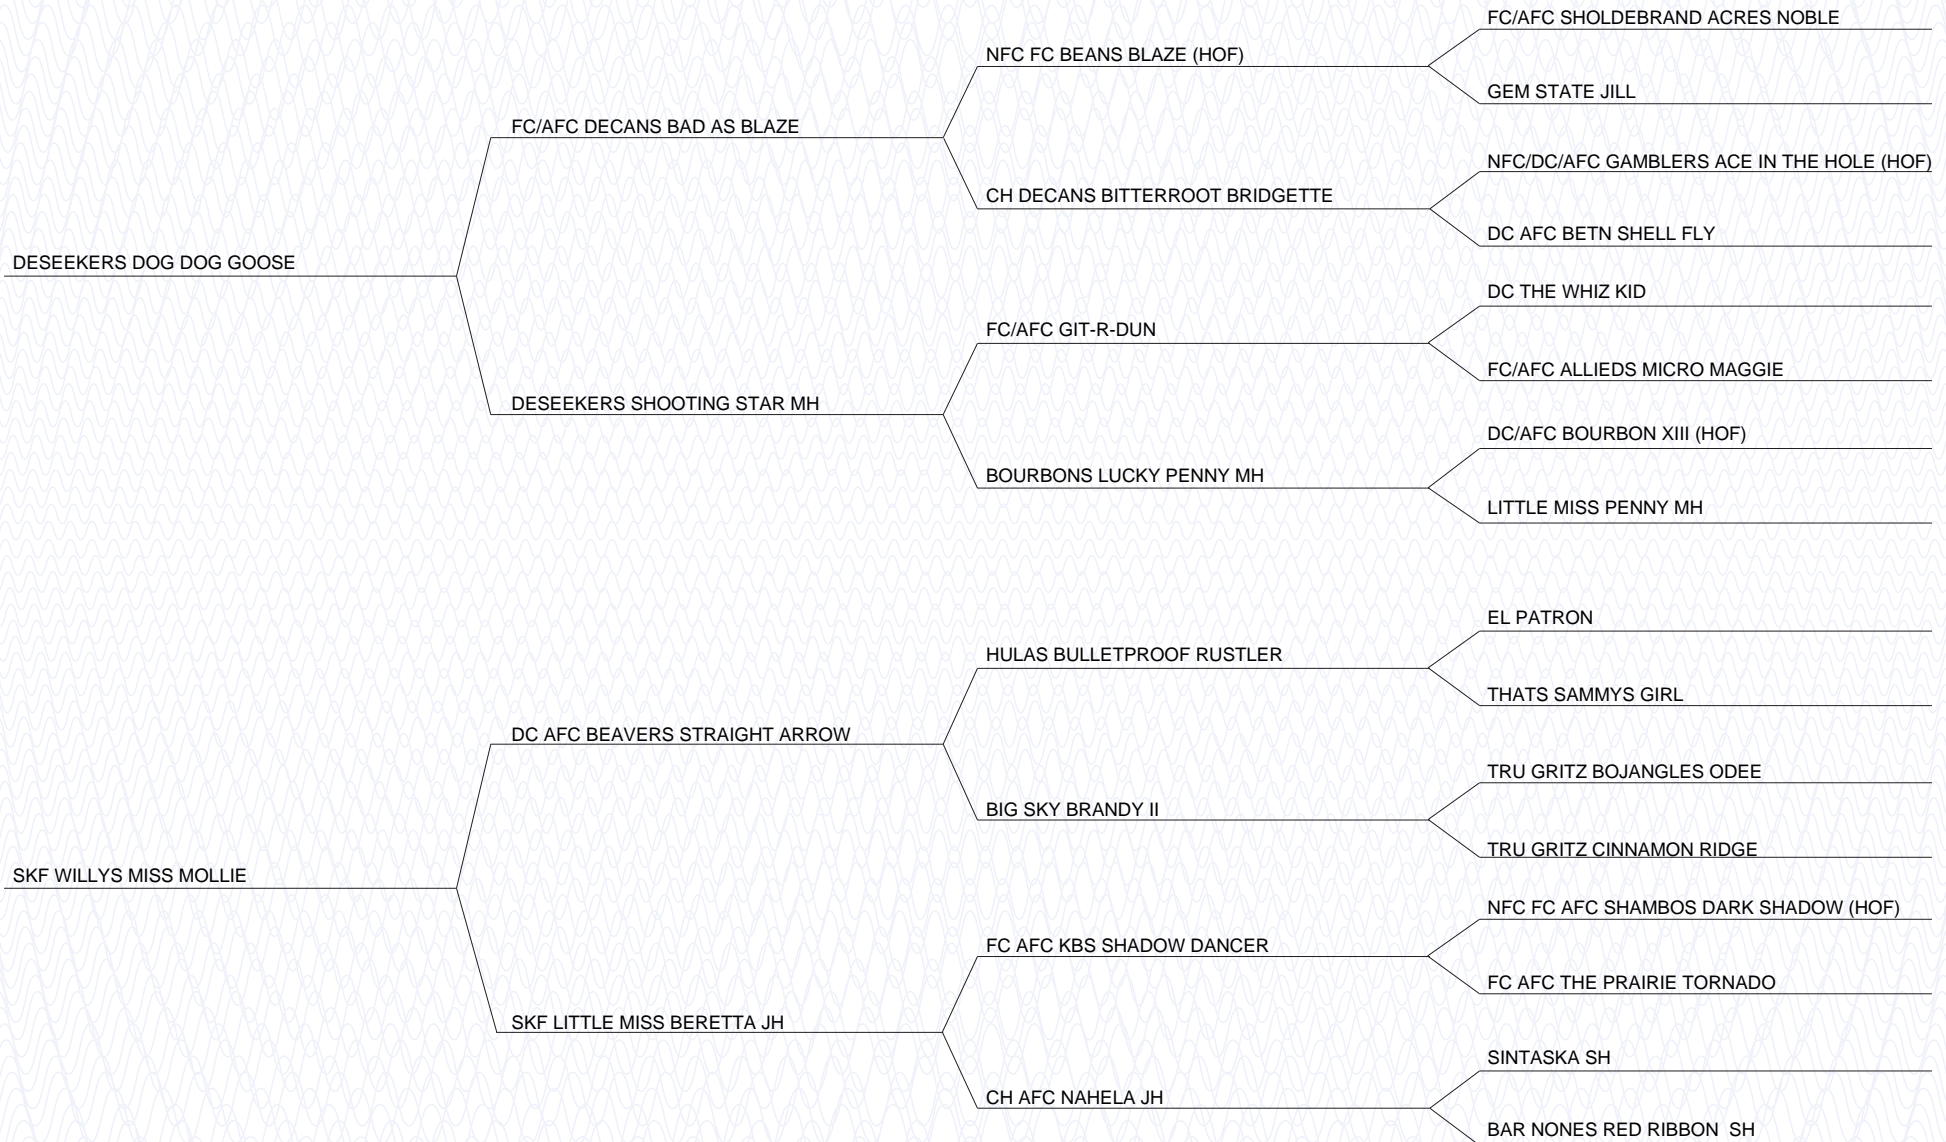 FC/AFC SHOLDEBRAND ACRES NOBLE
NFC FC BEANS BLAZE (HOF)
GEM STATE JILL
FC/AFC DECANS BAD AS BLAZE
NFC/DC/AFC GAMBLERS ACE IN THE HOLE (HOF)
CH DECANS BITTERROOT BRIDGETTE
DC AFC BETN SHELL FLY
DESEEKERS DOG DOG GOOSE
DC THE WHIZ KID
FC/AFC GIT-R-DUN
FC/AFC ALLIEDS MICRO MAGGIE
DESEEKERS SHOOTING STAR MH
DC/AFC BOURBON XIII (HOF)
BOURBONS LUCKY PENNY MH
LITTLE MISS PENNY MH
EL PATRON
HULAS BULLETPROOF RUSTLER
THATS SAMMYS GIRL
DC AFC BEAVERS STRAIGHT ARROW
TRU GRITZ BOJANGLES ODEE
BIG SKY BRANDY II
TRU GRITZ CINNAMON RIDGE
SKF WILLYS MISS MOLLIE
NFC FC AFC SHAMBOS DARK SHADOW (HOF)
FC AFC KBS SHADOW DANCER
FC AFC THE PRAIRIE TORNADO
SKF LITTLE MISS BERETTA JH
SINTASKA SH
CH AFC NAHELA JH
BAR NONES RED RIBBON  SH